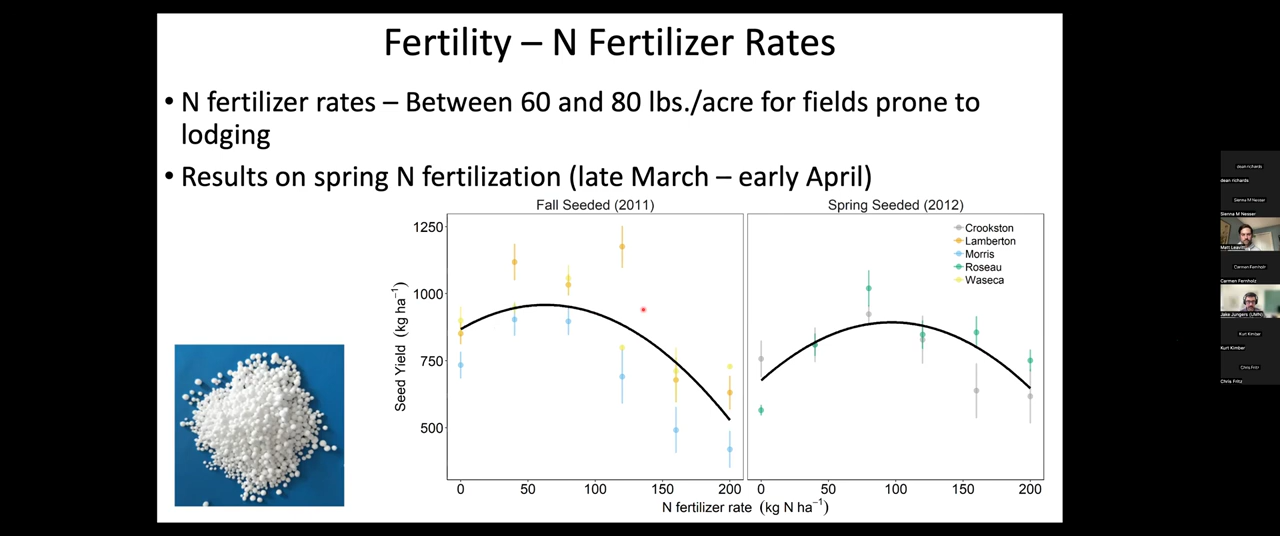 Fertility – N Fertilizer Rates
• N fertilizer rates – Between 60 and 80 lbs./acre for fields prone to
lodging
• Results on spring N fertilization (late March – early April)
Fall Seeded (2011)
Spring Seeded (2012)
Seed Yield (kg ha⁻¹)
1250
1000
750
500
Crookston
Lamberton
Morris
Roseau
Waseca
0 50 100 150 200
0 50 100 150 200
N fertilizer rate (kg N ha⁻¹)
dean richards
dean richards
Sienna M Nesser
Sienna M Nesser
Matt Leavitt
Carmen Fernholz
Carmen Fernholz
Jake Jungers (UMN)
Kurt Kimber
Kurt Kimber
Chris Fritz
Chris Fritz